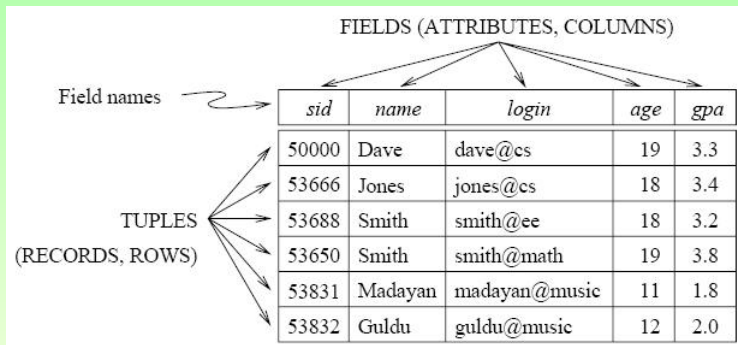 FIELDS (ATTRIBUTES, COLUMNS)
Field names
sid name login age gpa
50000 Dave dave@cs 19 3.3
53666 Jones jones@cs 18 3.4
53688 Smith smith@ee 18 3.2
TUPLES
(RECORDS, ROWS)
53650 Smith smith@math 19 3.8
53831 Madayan madayan@music 11 1.8
53832 Guldu guldu@music 12 2.0